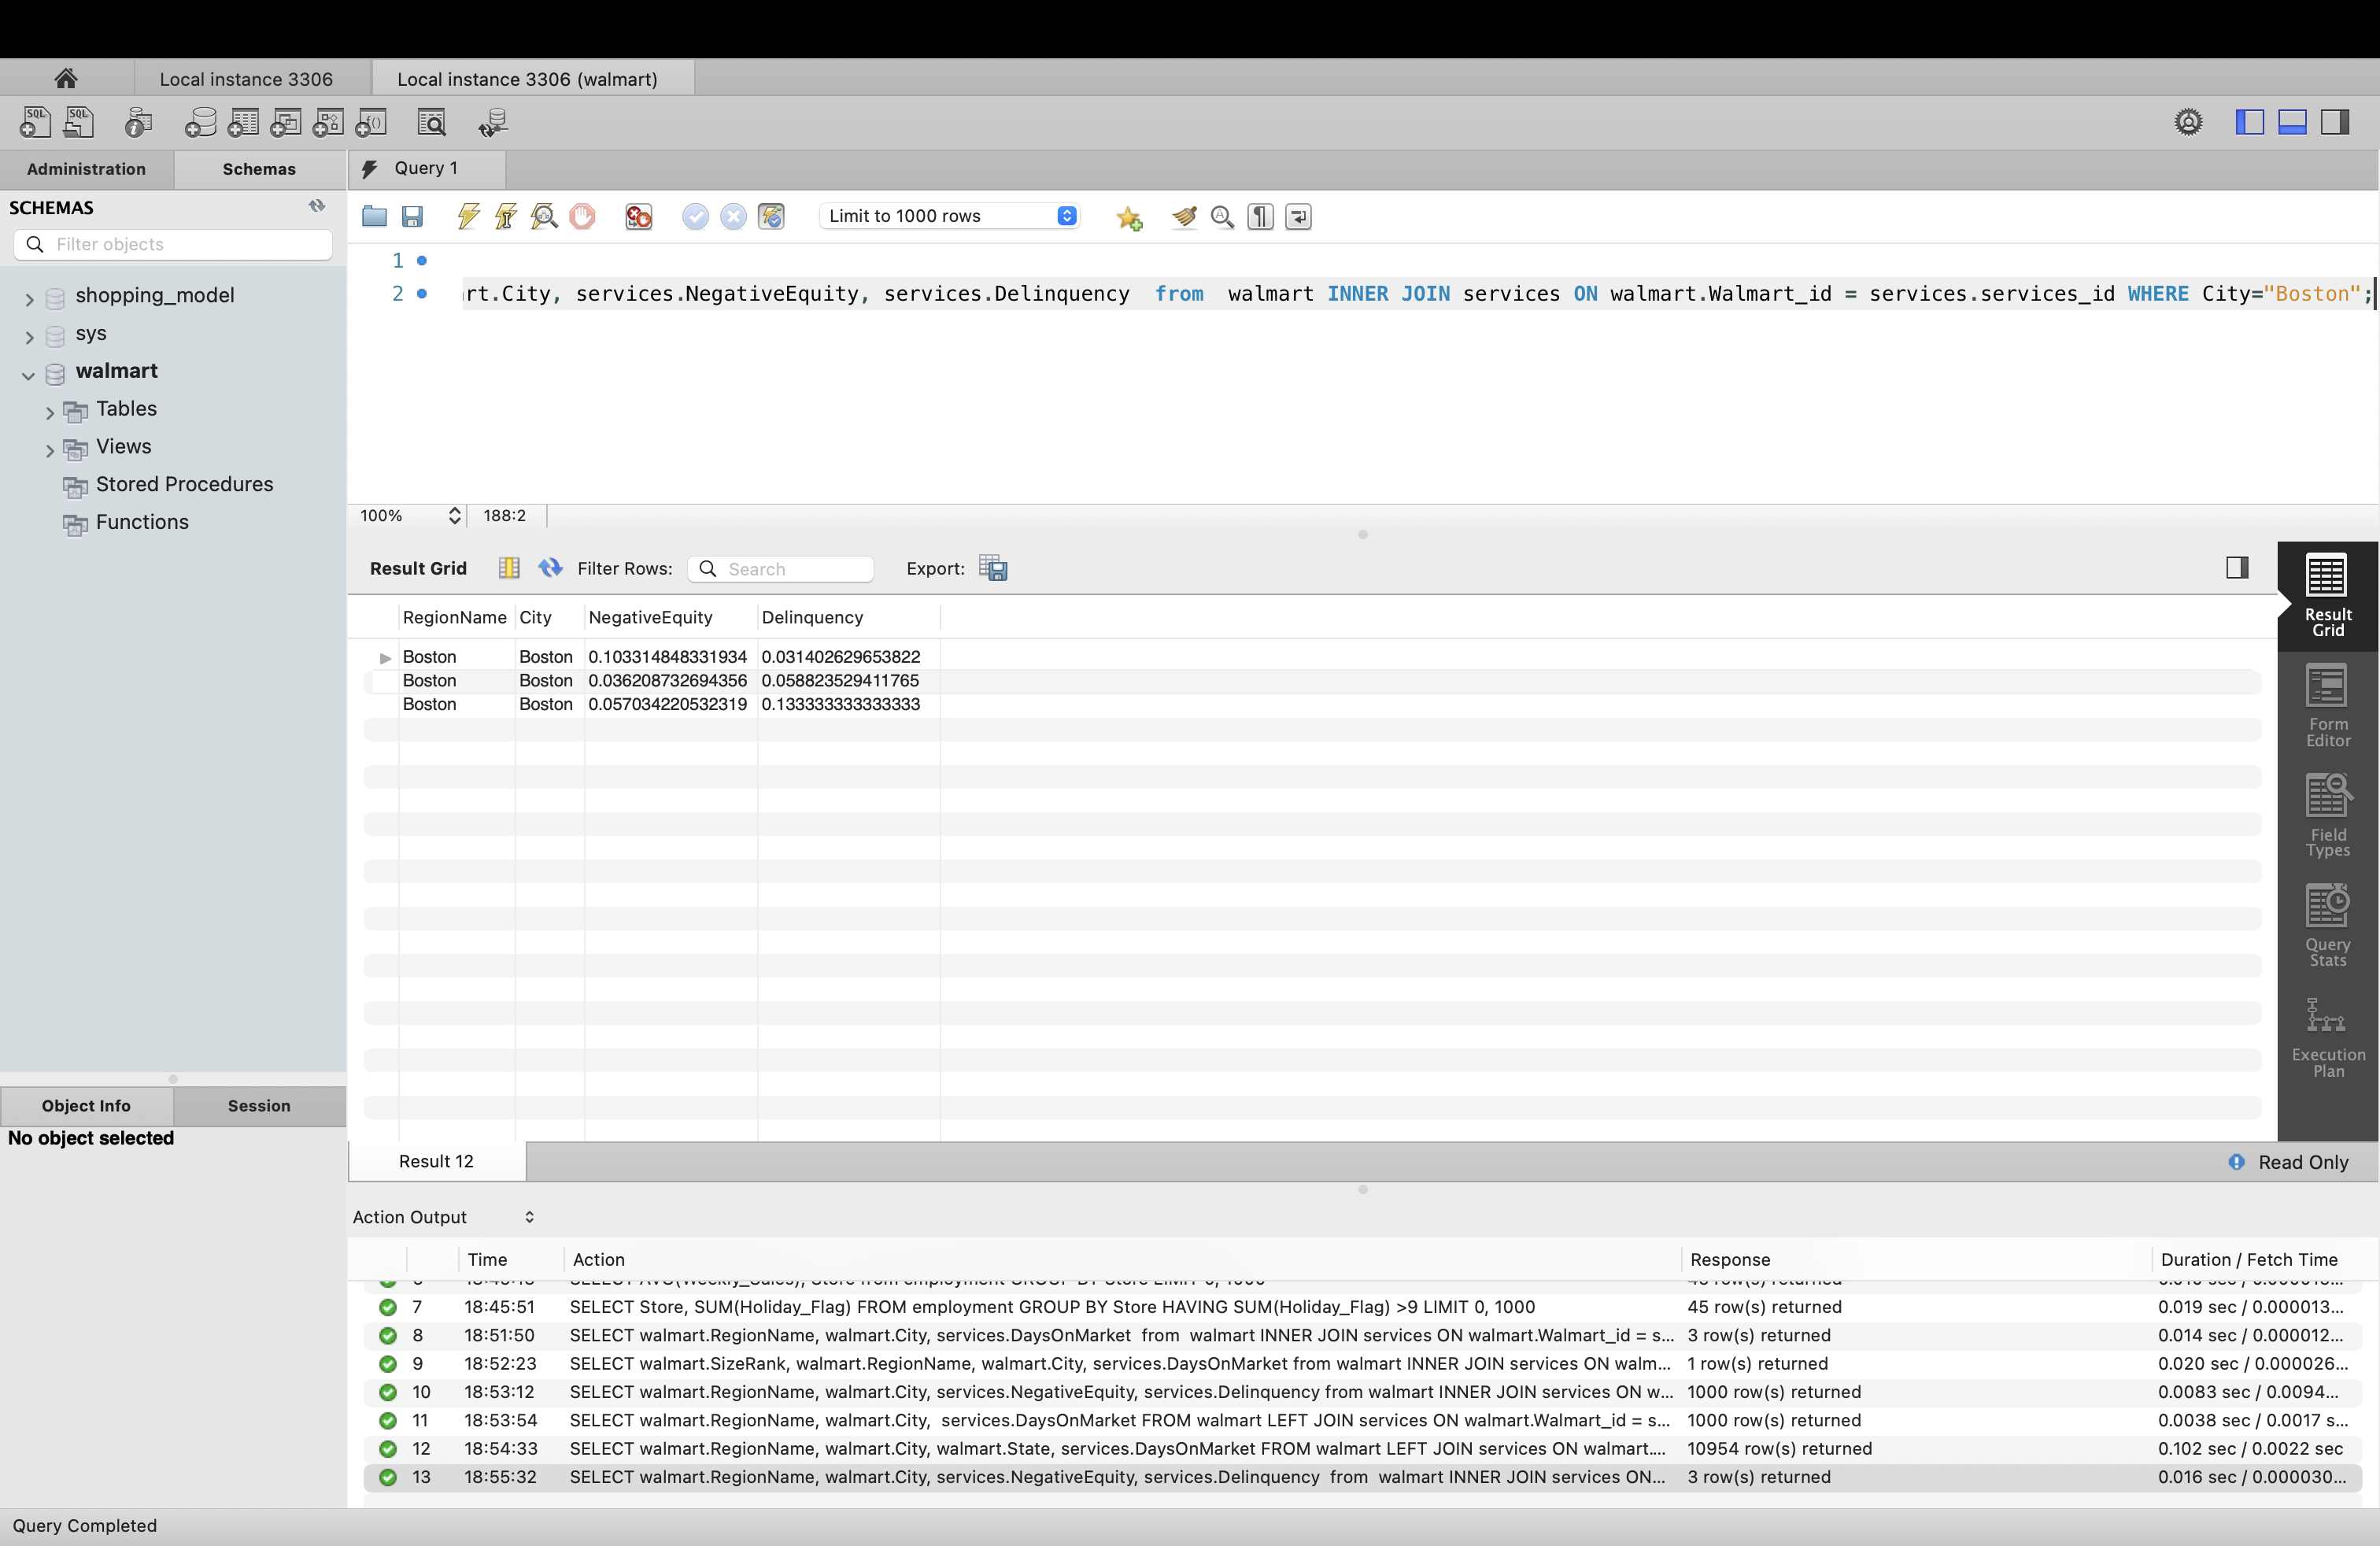 Local instance 3306
Local instance 3306 (walmart)
Administration
Schemas
Query 1
SCHEMAS
Filter objects
Limit to 1000 rows
1
2 rt.City, services.NegativeEquity, services.Delinquency from walmart INNER JOIN services ON walmart.Walmart_id = services.services_id WHERE City="Boston";
shopping_model
sys
walmart
Tables
Views
Stored Procedures
Functions
100%
188:2
Result Grid
Filter Rows:
Search
Export:
RegionName City NegativeEquity Delinquency
Boston Boston 0.103314848331934 0.031402629653822
Boston Boston 0.036208732694356 0.058823529411765
Boston Boston 0.057034220532319 0.133333333333333
Result
Grid
Form
Editor
Field
Types
Query
Stats
Execution
Plan
Object Info
Session
No object selected
Result 12
Read Only
Action Output
Time Action Response Duration / Fetch Time
7 18:45:51 SELECT Store, SUM(Holiday_Flag) FROM employment GROUP BY Store HAVING SUM(Holiday_Flag) >9 LIMIT 0, 1000 45 row(s) returned 0.019 sec / 0.000013...
8 18:51:50 SELECT walmart.RegionName, walmart.City, services.DaysOnMarket from walmart INNER JOIN services ON walmart.Walmart_id = s... 3 row(s) returned 0.014 sec / 0.000012...
9 18:52:23 SELECT walmart.SizeRank, walmart.RegionName, walmart.City, services.DaysOnMarket from walmart INNER JOIN services ON walm... 1 row(s) returned 0.020 sec / 0.000026...
10 18:53:12 SELECT walmart.RegionName, walmart.City, services.NegativeEquity, services.Delinquency from walmart INNER JOIN services ON w... 1000 row(s) returned 0.0083 sec / 0.0094...
11 18:53:54 SELECT walmart.RegionName, walmart.City, services.DaysOnMarket FROM walmart LEFT JOIN services ON walmart.Walmart_id = s... 1000 row(s) returned 0.0038 sec / 0.0017 s...
12 18:54:33 SELECT walmart.RegionName, walmart.City, walmart.State, services.DaysOnMarket FROM walmart LEFT JOIN services ON walmart.... 10954 row(s) returned 0.102 sec / 0.0022 sec
13 18:55:32 SELECT walmart.RegionName, walmart.City, services.NegativeEquity, services.Delinquency from walmart INNER JOIN services ON... 3 row(s) returned 0.016 sec / 0.000030...
Query Completed